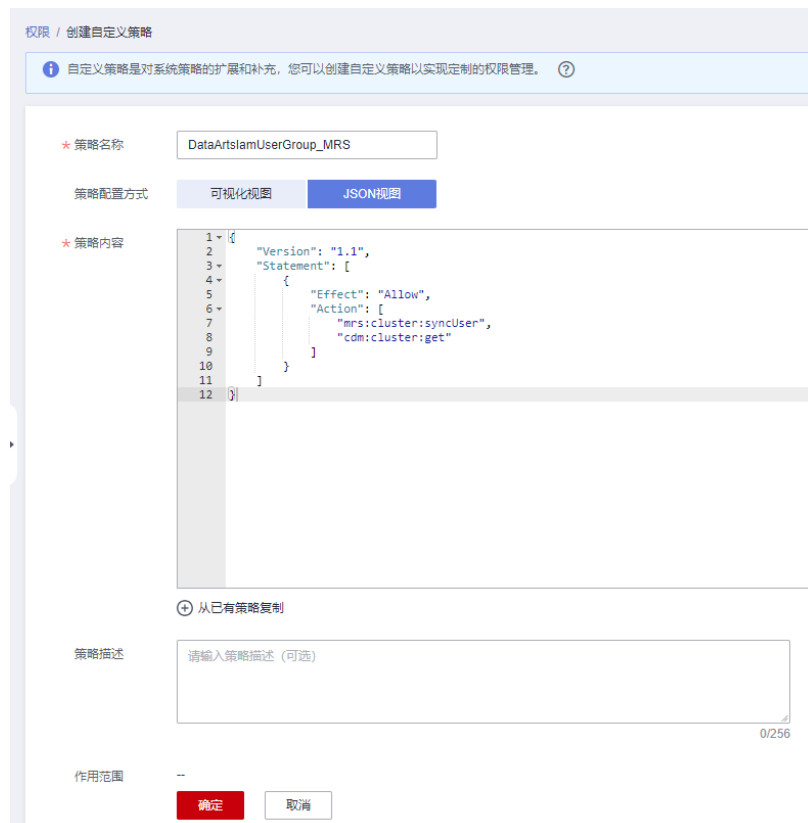 权限 / 创建自定义策略
自定义策略是对系统策略的扩展和补充，您可以创建自定义策略以实现定制的权限管理。 ?
* 策略名称 DataArtsIamUserGroup_MRS
策略配置方式 可视化视图 JSON视图
* 策略内容
1 {
2 "Version": "1.1",
3 "Statement": [
4 {
5 "Effect": "Allow",
6 "Action": [
7 "mrs:cluster:syncUser",
8 "cdm:cluster:get"
9 ]
10 }
11 ]
12 }
从已有策略复制
策略描述 请输入策略描述（可选）
0/256
作用范围 --
确定 取消